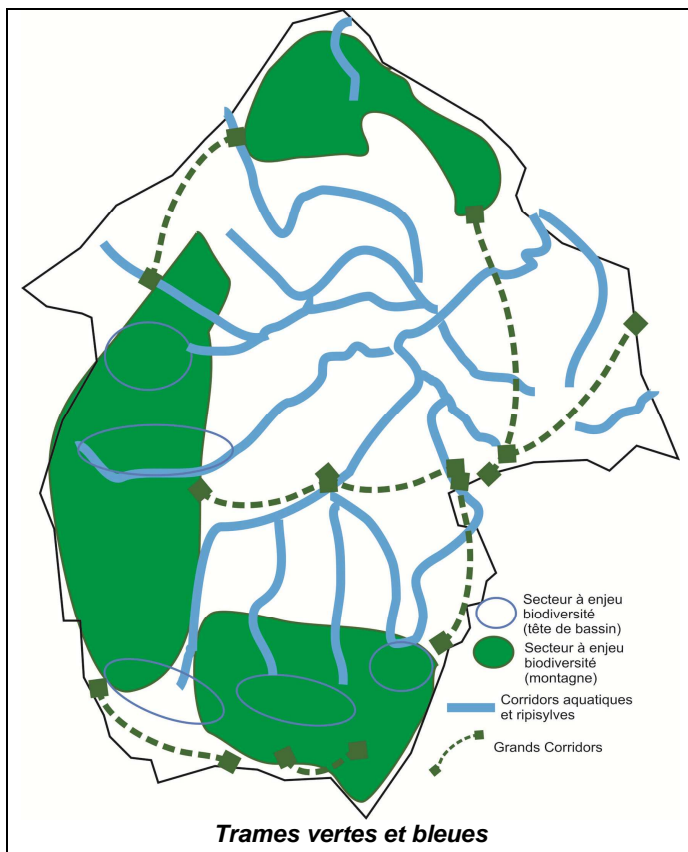 Secteur à enjeu
biodiversité
(tête de bassin)
Secteur à enjeu
biodiversité
(montagne)
Corridors aquatiques
et ripisylves
Grands Corridors
Trames vertes et bleues